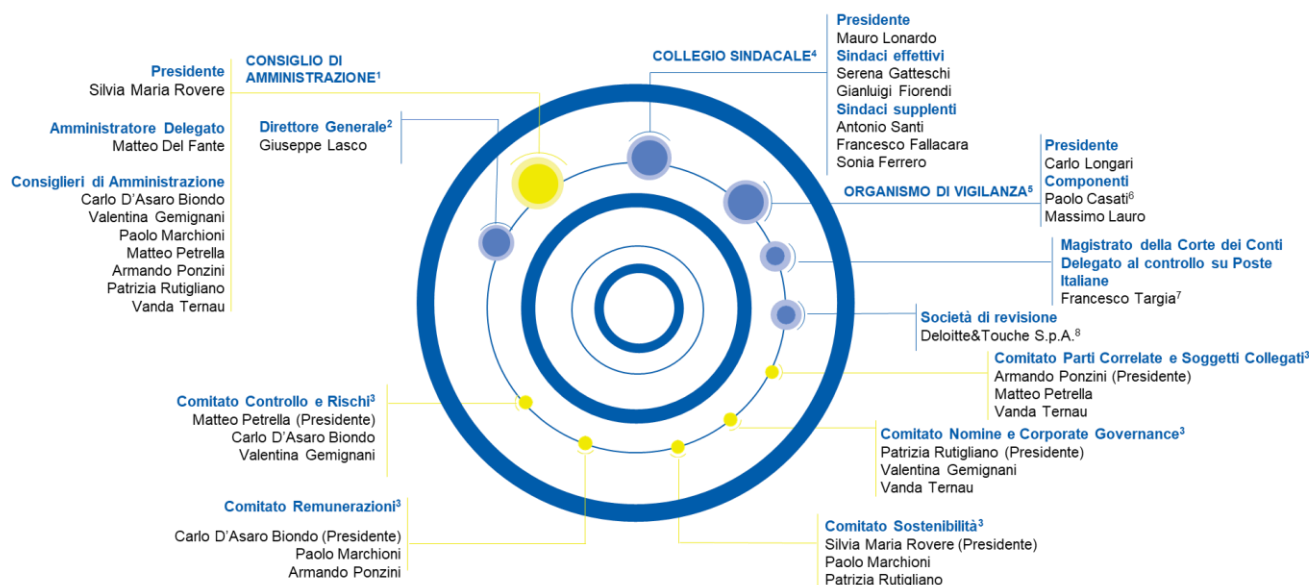 CONSIGLIO DI
AMMINISTRAZIONE¹
Presidente
Silvia Maria Rovere
Amministratore Delegato
Matteo Del Fante
Consiglieri di Amministrazione
Carlo D’Asaro Biondo
Valentina Gemignani
Paolo Marchioni
Matteo Petrella
Armando Ponzini
Patrizia Rutigliano
Vanda Ternau
Direttore Generale²
Giuseppe Lasco
COLLEGIO SINDACALE⁴
Presidente
Mauro Lonardo
Sindaci effettivi
Serena Gatteschi
Gianluigi Fiorendi
Sindaci supplenti
Antonio Santi
Francesco Fallacara
Sonia Ferrero
ORGANISMO DI VIGILANZA⁵
Presidente
Carlo Longari
Componenti
Paolo Casati⁶
Massimo Lauro
Magistrato della Corte dei Conti
Delegato al controllo su Poste
Italiane
Francesco Targia⁷
Società di revisione
Deloitte&Touche S.p.A.⁸
Comitato Parti Correlate e Soggetti Collegati³
Armando Ponzini (Presidente)
Matteo Petrella
Vanda Ternau
Comitato Nomine e Corporate Governance³
Patrizia Rutigliano (Presidente)
Valentina Gemignani
Vanda Ternau
Comitato Sostenibilità³
Silvia Maria Rovere (Presidente)
Paolo Marchioni
Patrizia Rutigliano
Comitato Controllo e Rischi³
Matteo Petrella (Presidente)
Carlo D’Asaro Biondo
Valentina Gemignani
Comitato Remunerazioni³
Carlo D’Asaro Biondo (Presidente)
Paolo Marchioni
Armando Ponzini